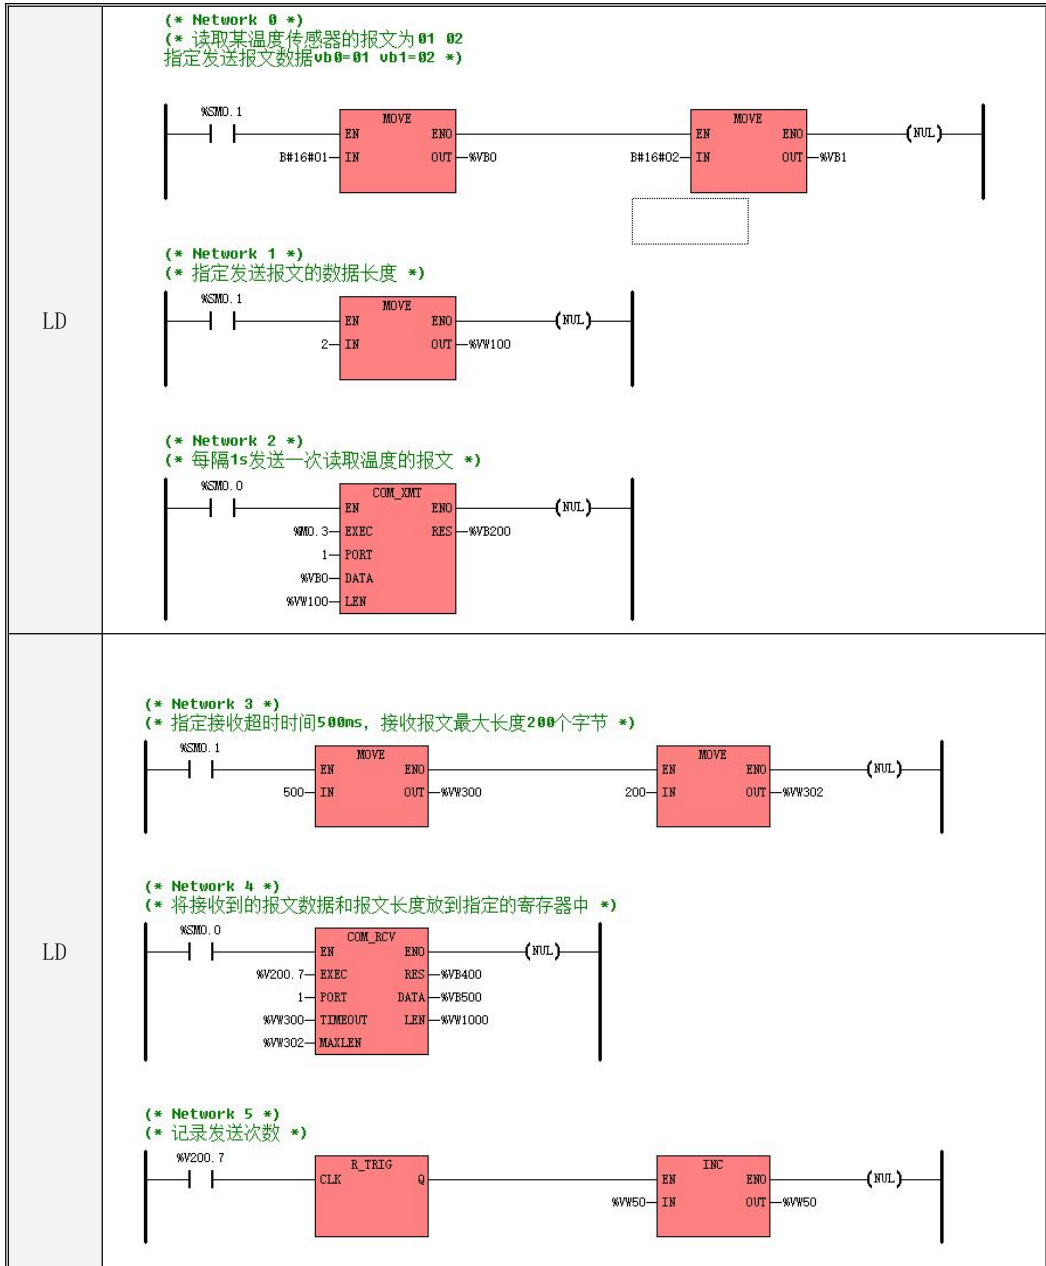 (* Network 0 *)
(* 读取某温度传感器的报文为01 02
指定发送报文数据vb0=01 vb1=02 *)
%SM0.1
MOVE
MOVE
EN ENO
EN ENO
(NUL)
B#16#01 IN OUT %VB0
B#16#02 IN OUT %VB1
(* Network 1 *)
(* 指定发送报文的数据长度 *)
LD
%SM0.1
MOVE
EN ENO
(NUL)
2 IN OUT %VW100
(* Network 2 *)
(* 每隔1s发送一次读取温度的报文 *)
%SM0.0
COM_XMT
EN ENO
(NUL)
%M0.3 EXEC RES %VB200
1 PORT
%VB0 DATA
%VW100 LEN
(* Network 3 *)
(* 指定接收超时时间500ms, 接收报文最大长度200个字节 *)
%SM0.1
MOVE
MOVE
EN ENO
EN ENO
(NUL)
500 IN OUT %VW300
200 IN OUT %VW302
(* Network 4 *)
(* 将接收到的报文数据和报文长度放到指定的寄存器中 *)
LD
%SM0.0
COM_RCV
EN ENO
(NUL)
%V200.7 EXEC RES %VB400
1 PORT DATA %VB500
%VW300 TIMEOUT LEN %VW1000
%VW302 MAXLEN
(* Network 5 *)
(* 记录发送次数 *)
%V200.7
R_TRIG
INC
CLK Q
EN ENO
(NUL)
%VW50 IN OUT %VW50